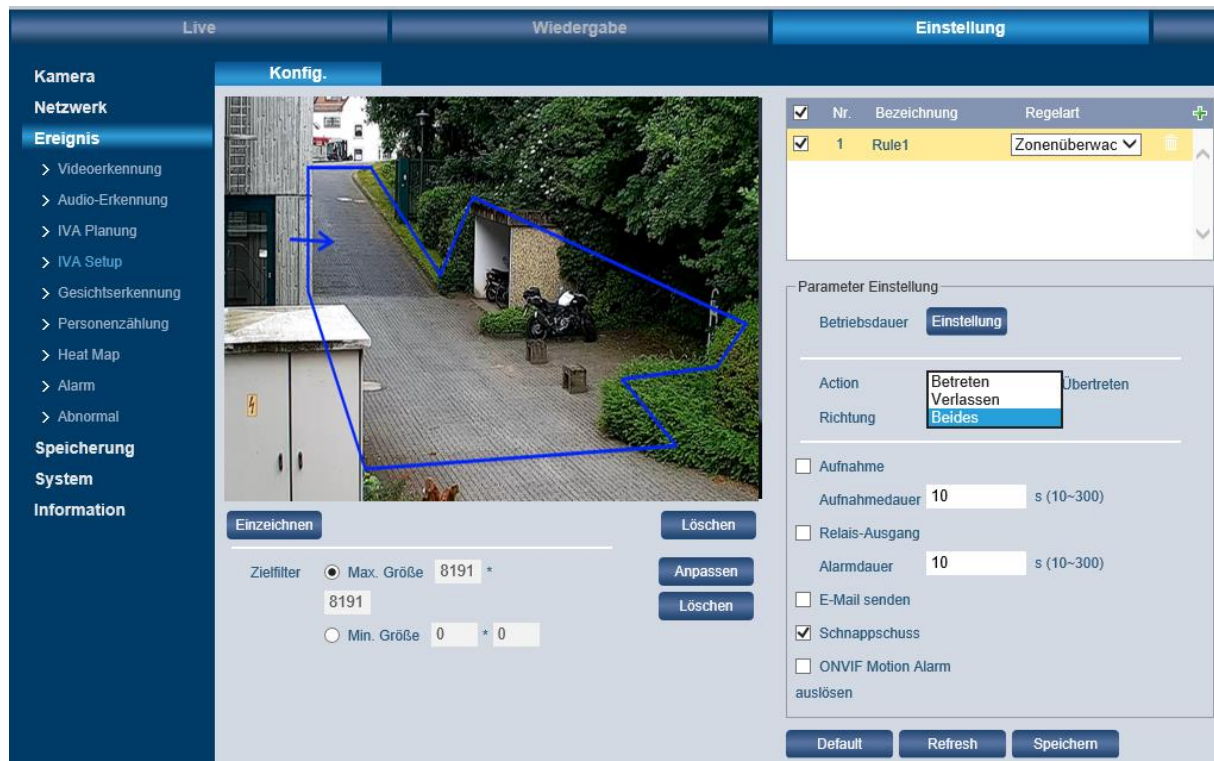 Live
Wiedergabe
Einstellung
Kamera
Netzwerk
Ereignis
Videoerkennung
Audio-Erkennung
IVA Planung
IVA Setup
Gesichtserkennung
Personenzählung
Heat Map
Alarm
Abnormal
Speicherung
System
Information
Konfig.
Einzeichnen
Löschen
Zielfilter Max. Größe 8191 *
8191
Min. Größe 0 * 0
Anpassen
Löschen
Nr. Bezeichnung Regelart
1 Rule1 Zonenüberwac
Parameter Einstellung
Betriebsdauer Einstellung
Action Übertreten
Richtung
Betreten
Verlassen
Beides
Aufnahme
Aufnahmedauer 10 s (10~300)
Relais-Ausgang
Alarmdauer 10 s (10~300)
E-Mail senden
Schnappschuss
ONVIF Motion Alarm
auslösen
Default Refresh Speichern